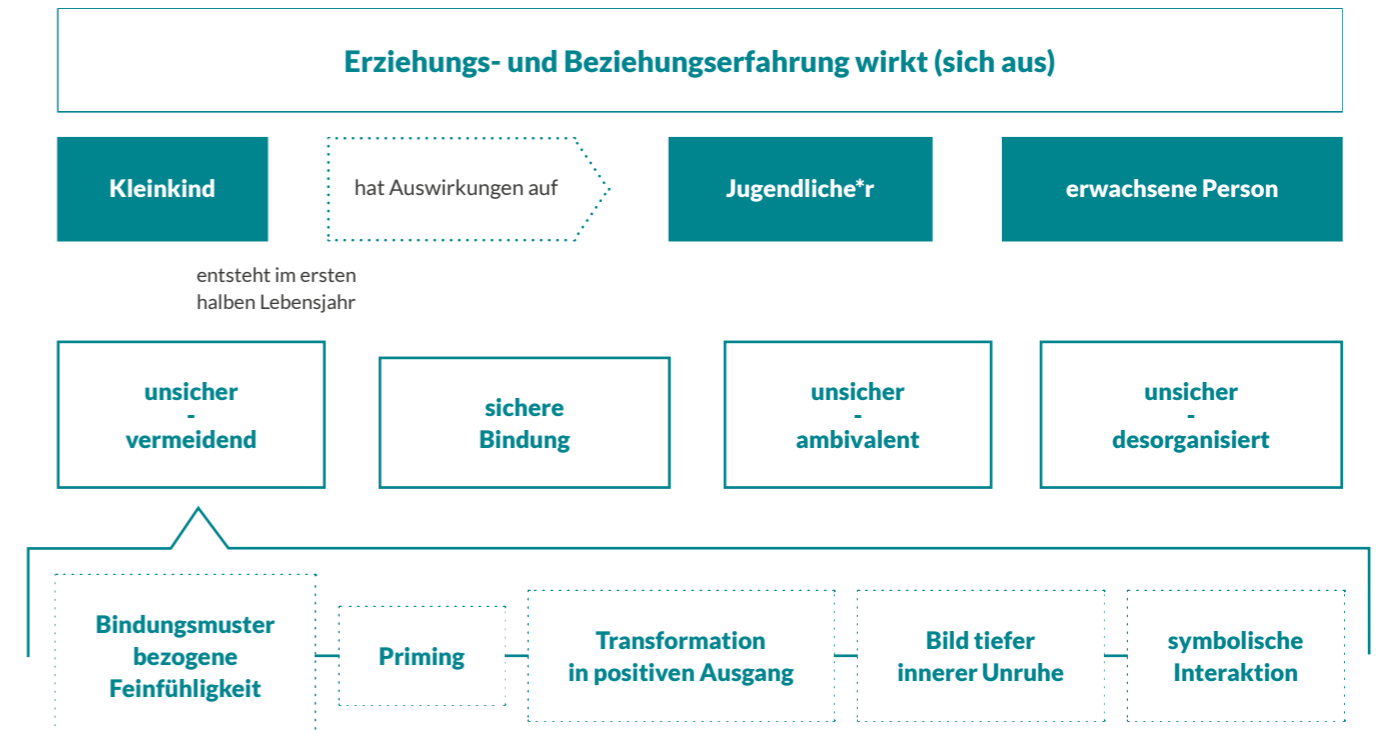 Erziehungs- und Beziehungserfahrung wirkt (sich aus)
Kleinkind
hat Auswirkungen auf
Jugendliche*r
erwachsene Person
entsteht im ersten
halben Lebensjahr
unsicher
-
vermeidend
sichere
Bindung
unsicher
-
ambivalent
unsicher
-
desorganisiert
Bindungsmuster
bezogene
Feinfühligkeit
Priming
Transformation
in positiven Ausgang
Bild tiefer
innerer Unruhe
symbolische
Interaktion